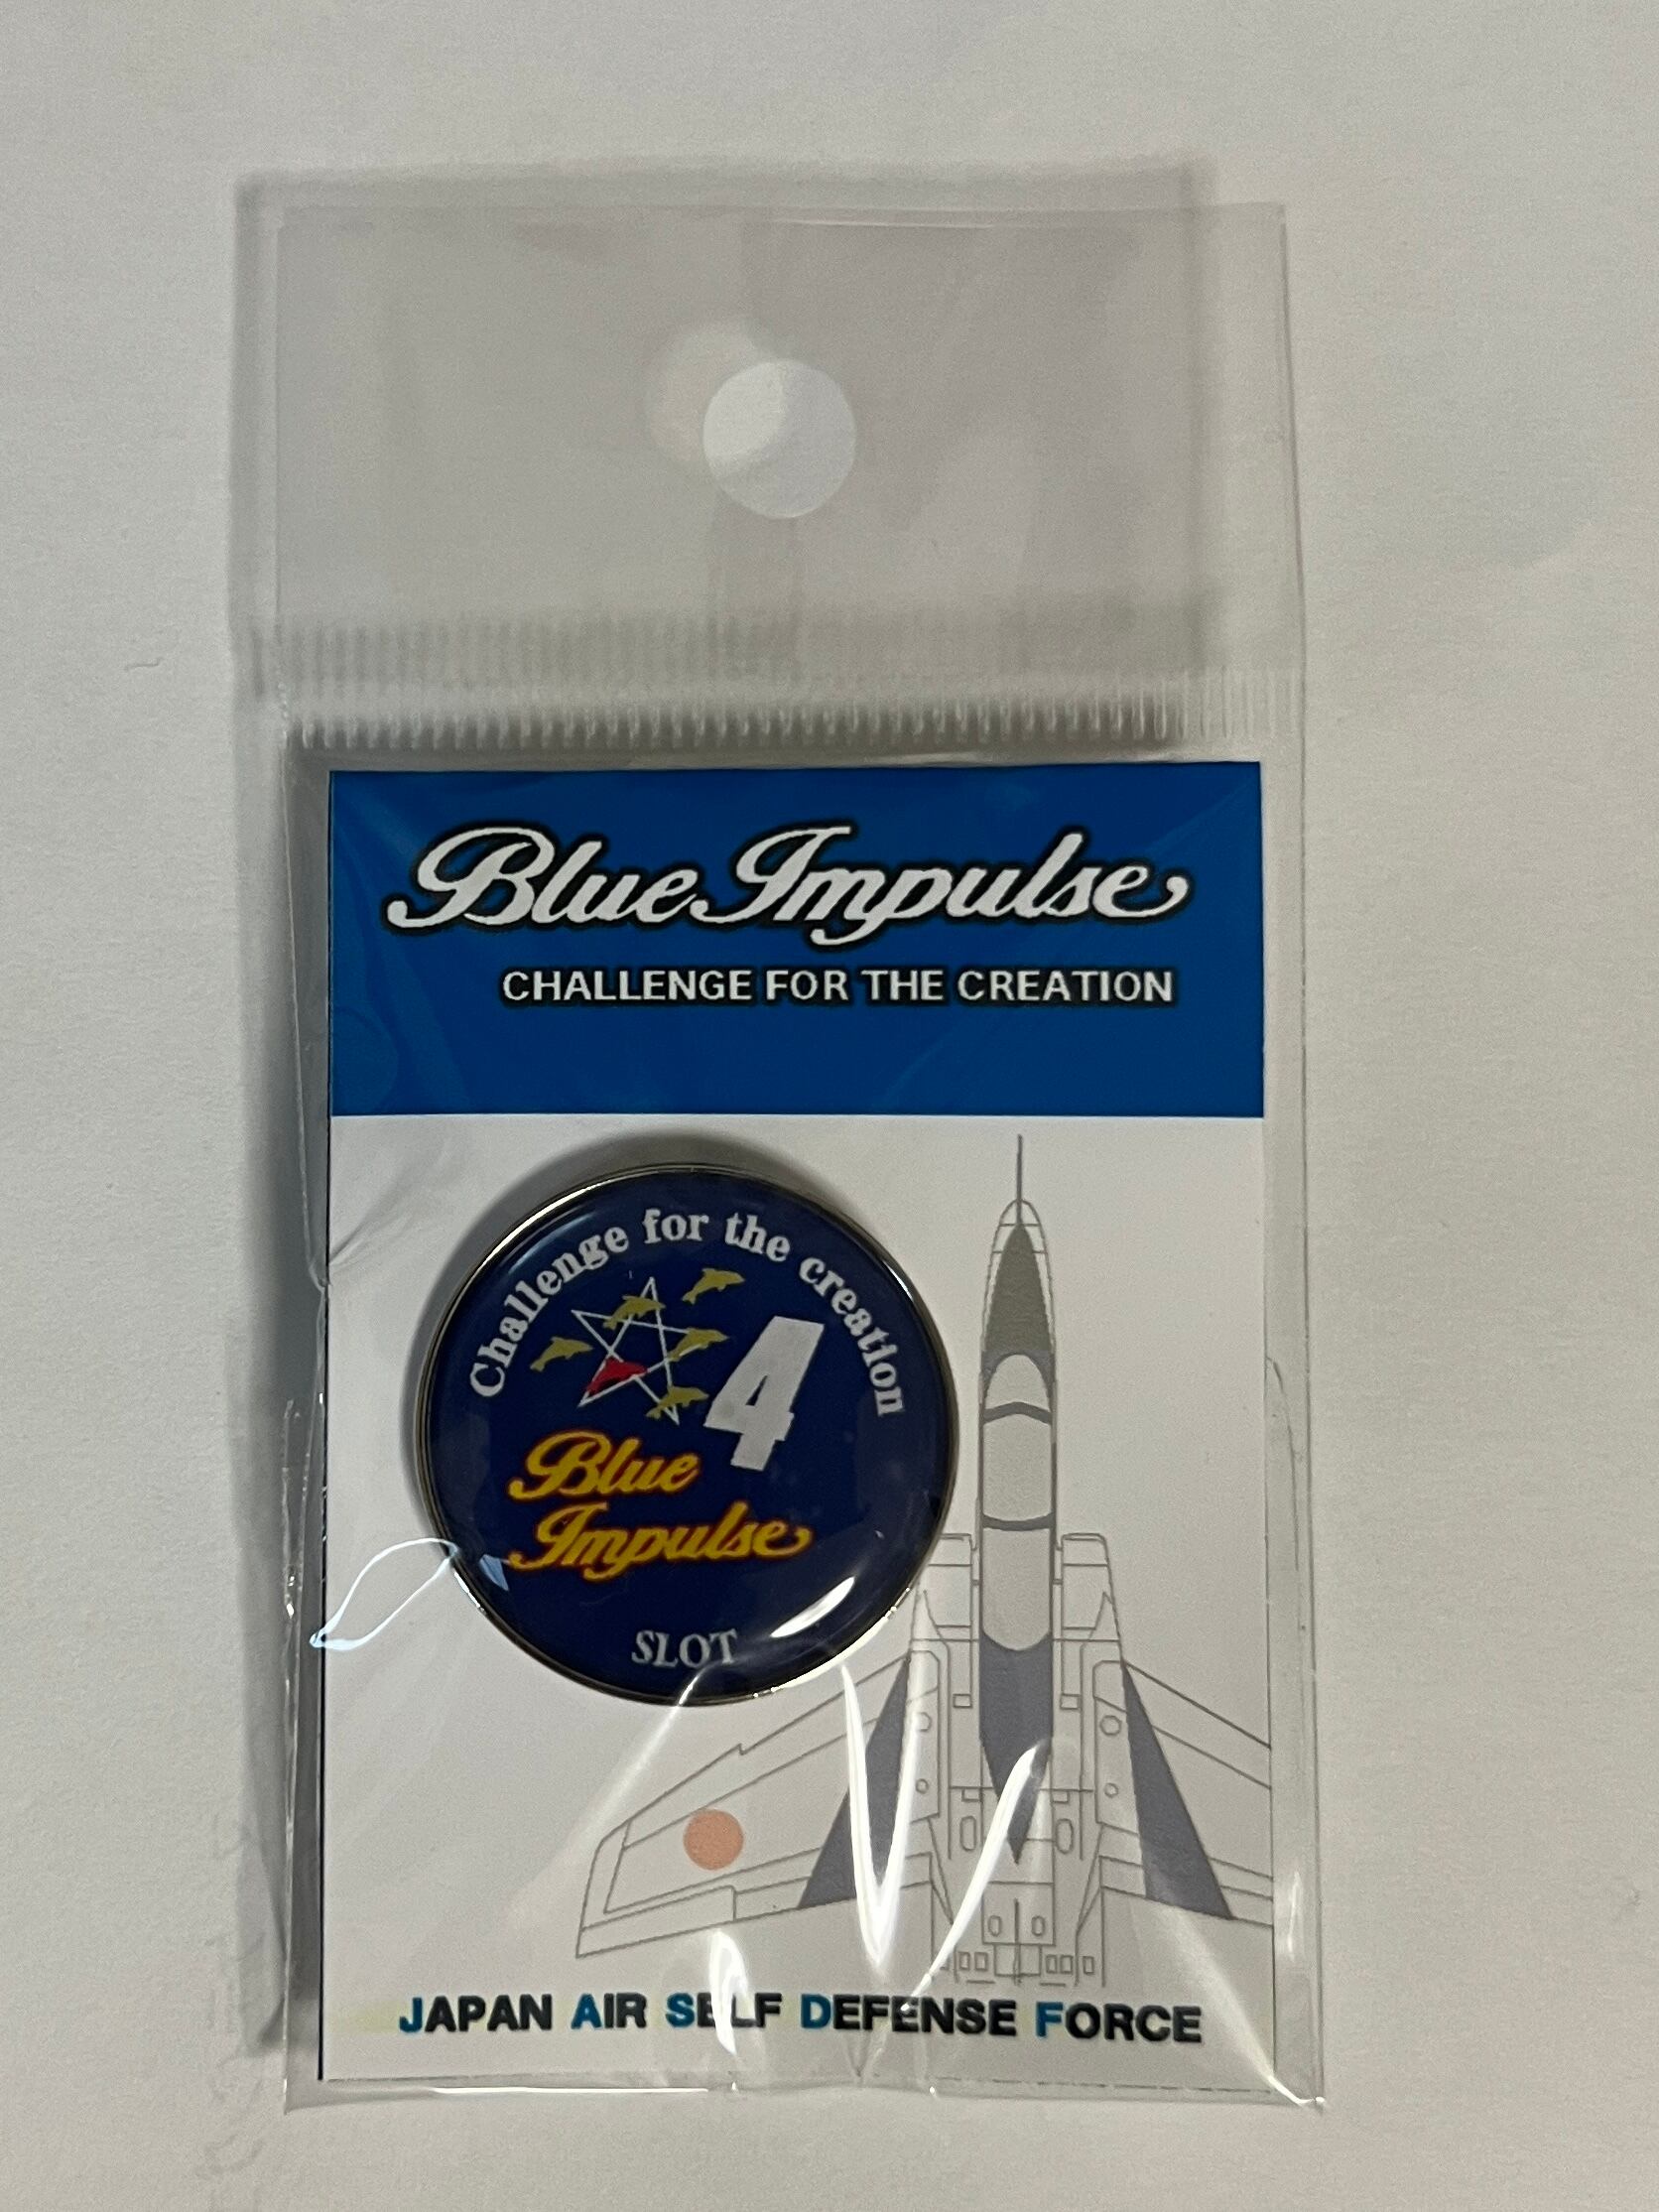 Blue Impulse
CHALLENGE FOR THE CREATION
Challenge for the creation
4
Blue
Impulse
SLOT
JAPAN AIR SELF DEFENSE FORCE